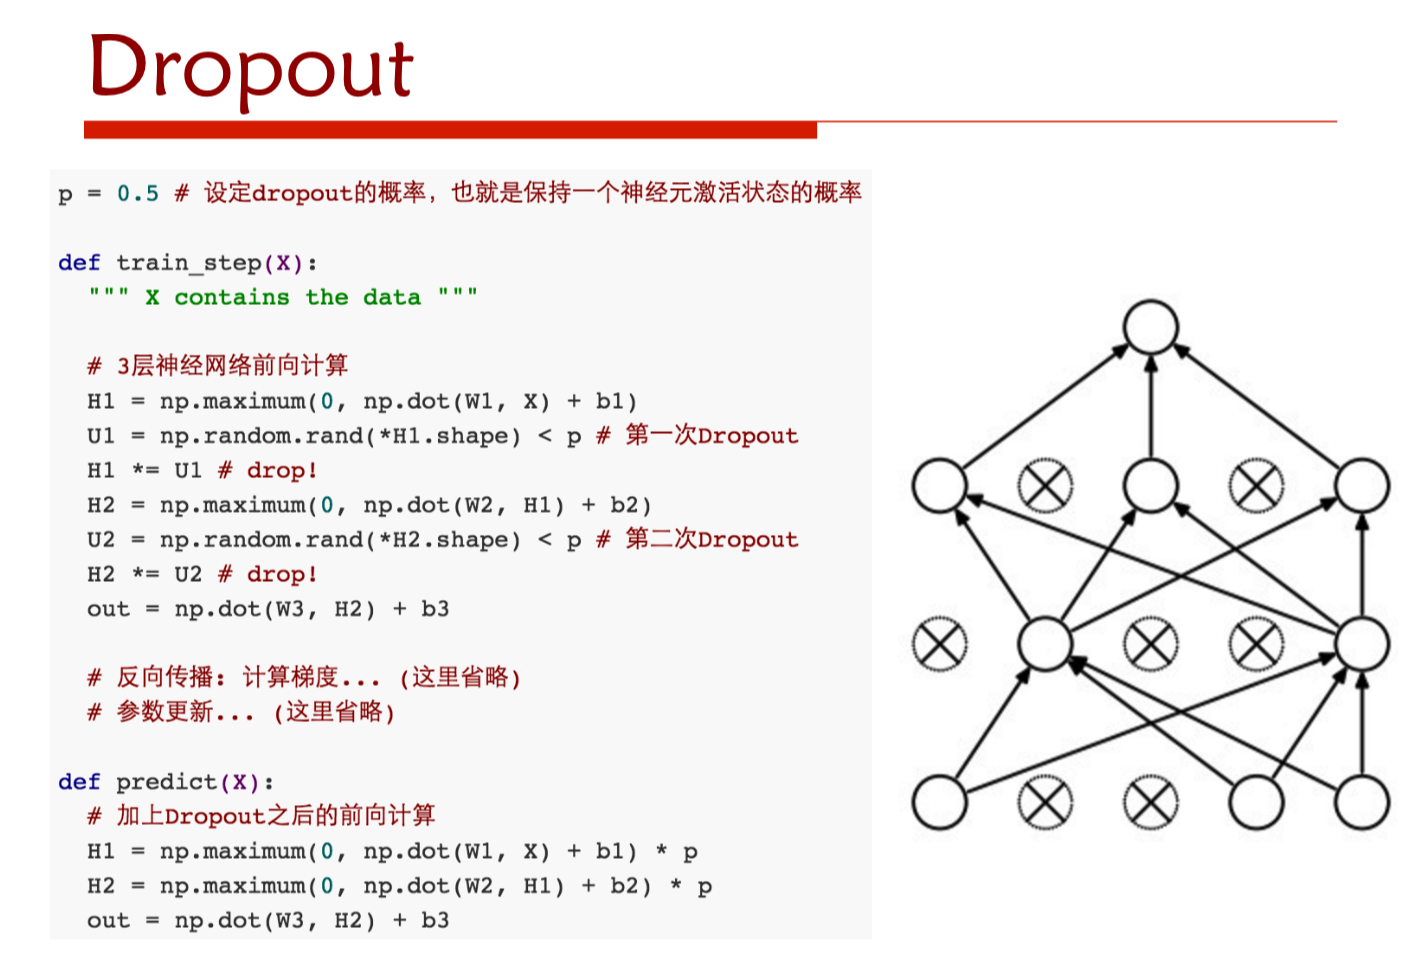 Dropout
p = 0.5 # 设定dropout的概率，也就是保持一个神经元激活状态的概率
def train_step(X):
""" X contains the data """
# 3层神经网络前向计算
H1 = np.maximum(0, np.dot(W1, X) + b1)
U1 = np.random.rand(*H1.shape) < p # 第一次Dropout
H1 *= U1 # drop!
H2 = np.maximum(0, np.dot(W2, H1) + b2)
U2 = np.random.rand(*H2.shape) < p # 第二次Dropout
H2 *= U2 # drop!
out = np.dot(W3, H2) + b3
# 反向传播: 计算梯度... (这里省略)
# 参数更新... (这里省略)
def predict(X):
# 加上Dropout之后的前向计算
H1 = np.maximum(0, np.dot(W1, X) + b1) * p
H2 = np.maximum(0, np.dot(W2, H1) + b2) * p
out = np.dot(W3, H2) + b3